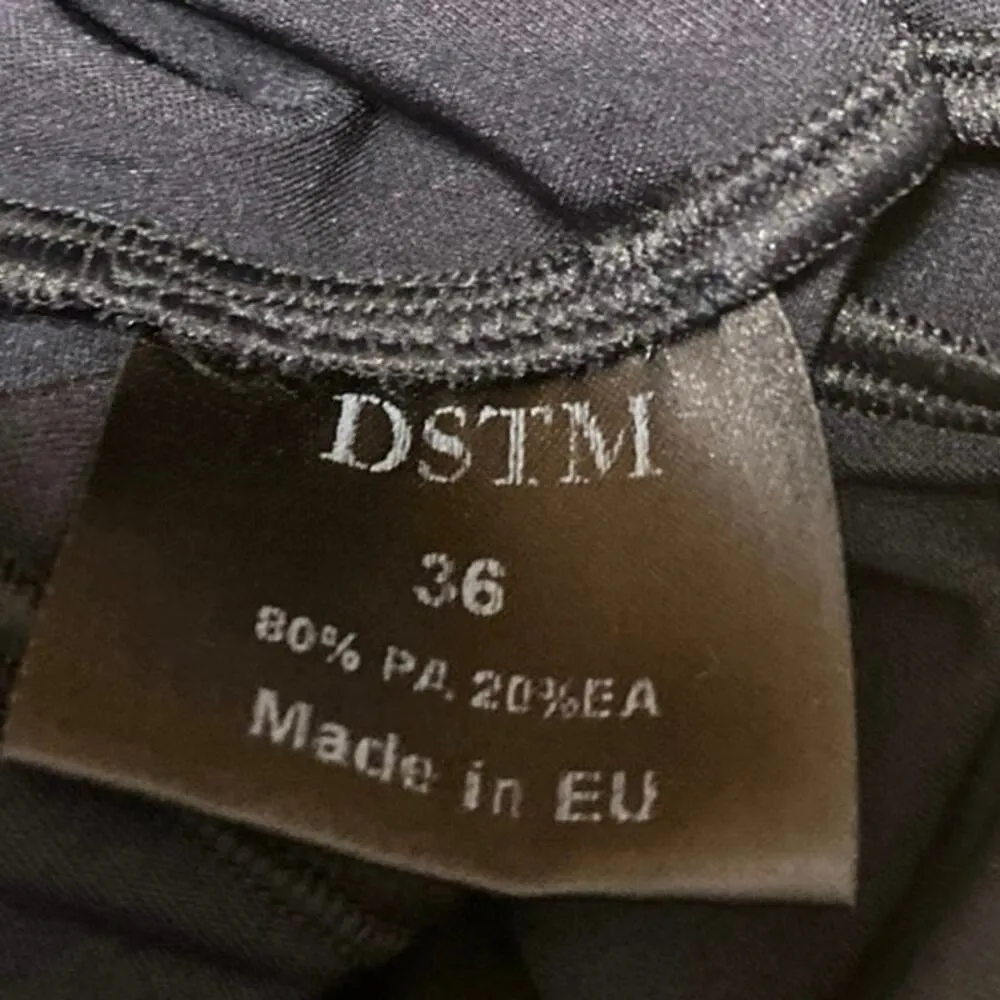 DSTM
36
80% PA, 20%EA
Made in EU